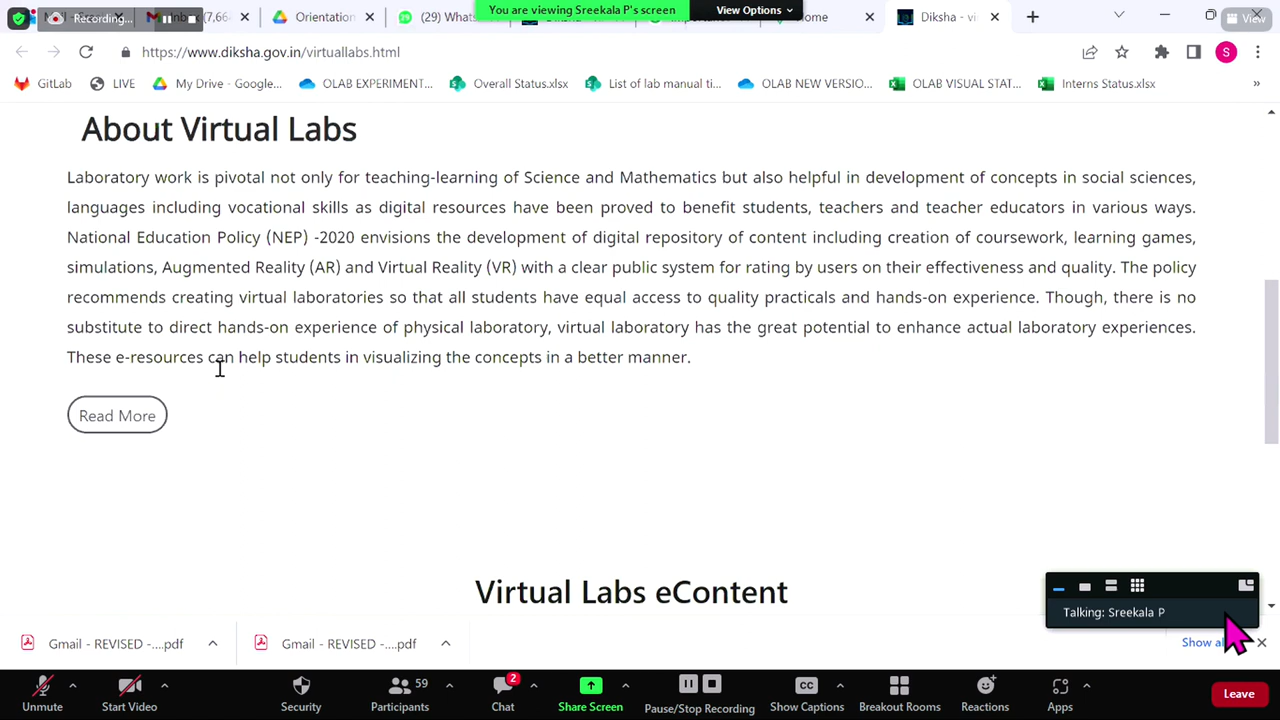 Recording...
Inbox (7,66
Orientation
(29) Whats
Home
Diksha - vi
You are viewing Sreekala P's screen
View Options
View
https://www.diksha.gov.in/virtuallabs.html
S
GitLab
LIVE
My Drive - Google...
OLAB EXPERIMENT...
Overall Status.xlsx
List of lab manual ti...
OLAB NEW VERSION...
OLAB VISUAL STAT...
Interns Status.xlsx
»
About Virtual Labs
Laboratory work is pivotal not only for teaching-learning of Science and Mathematics but also helpful in development of concepts in social sciences,
languages including vocational skills as digital resources have been proved to benefit students, teachers and teacher educators in various ways.
National Education Policy (NEP) -2020 envisions the development of digital repository of content including creation of coursework, learning games,
simulations, Augmented Reality (AR) and Virtual Reality (VR) with a clear public system for rating by users on their effectiveness and quality. The policy
recommends creating virtual laboratories so that all students have equal access to quality practicals and hands-on experience. Though, there is no
substitute to direct hands-on experience of physical laboratory, virtual laboratory has the great potential to enhance actual laboratory experiences.
These e-resources can help students in visualizing the concepts in a better manner.
Read More
Virtual Labs eContent
Talking: Sreekala P
Gmail - REVISED -....pdf
Gmail - REVISED -....pdf
Show al
Unmute
Start Video
Security
59
Participants
2
Chat
Share Screen
Pause/Stop Recording
CC
Show Captions
Breakout Rooms
Reactions
Apps
Leave